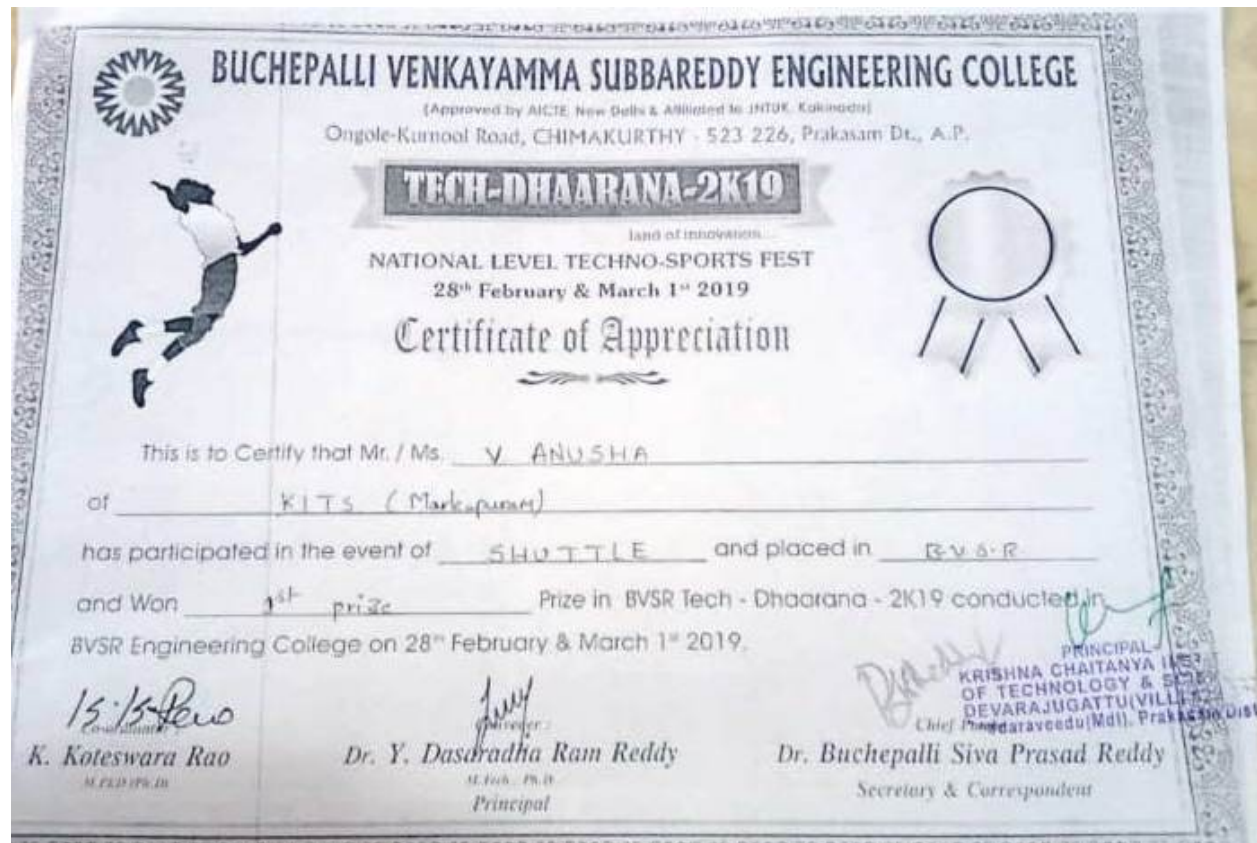 BUCHEPALLI VENKAYAMMA SUBBAREDDY ENGINEERING COLLEGE
(Approved by AICTE, New Delhi & Affiliated to JNTUK, Kakinada)
Ongole-Kurnool Road, CHIMAKURTHY - 523 226, Prakasam Dt., A.P.
TECH-DHAARANA-2K19
land of innovation...
NATIONAL LEVEL TECHNO-SPORTS FEST
28th February & March 1st 2019
Certificate of Appreciation
This is to Certify that Mr. / Ms. V ANUSHA
of KITS (Markapuram)
has participated in the event of SHUTTLE and placed in B.V.S.R
and Won 1st prize Prize in BVSR Tech - Dhaarana - 2K19 conducted in
BVSR Engineering College on 28th February & March 1st 2019.
PRINCIPAL
KRISHNA CHAITANYA
OF TECHNOLOGY &
DEVARAJUGATTU(VILL)
(Mdl), Prakasam Dist
Chief
K. Koteswara Rao
Dr. Y. Dasaradha Ram Reddy
M.Tech., Ph.D
Principal
Dr. Buchepalli Siva Prasad Reddy
Secretary & Correspondent